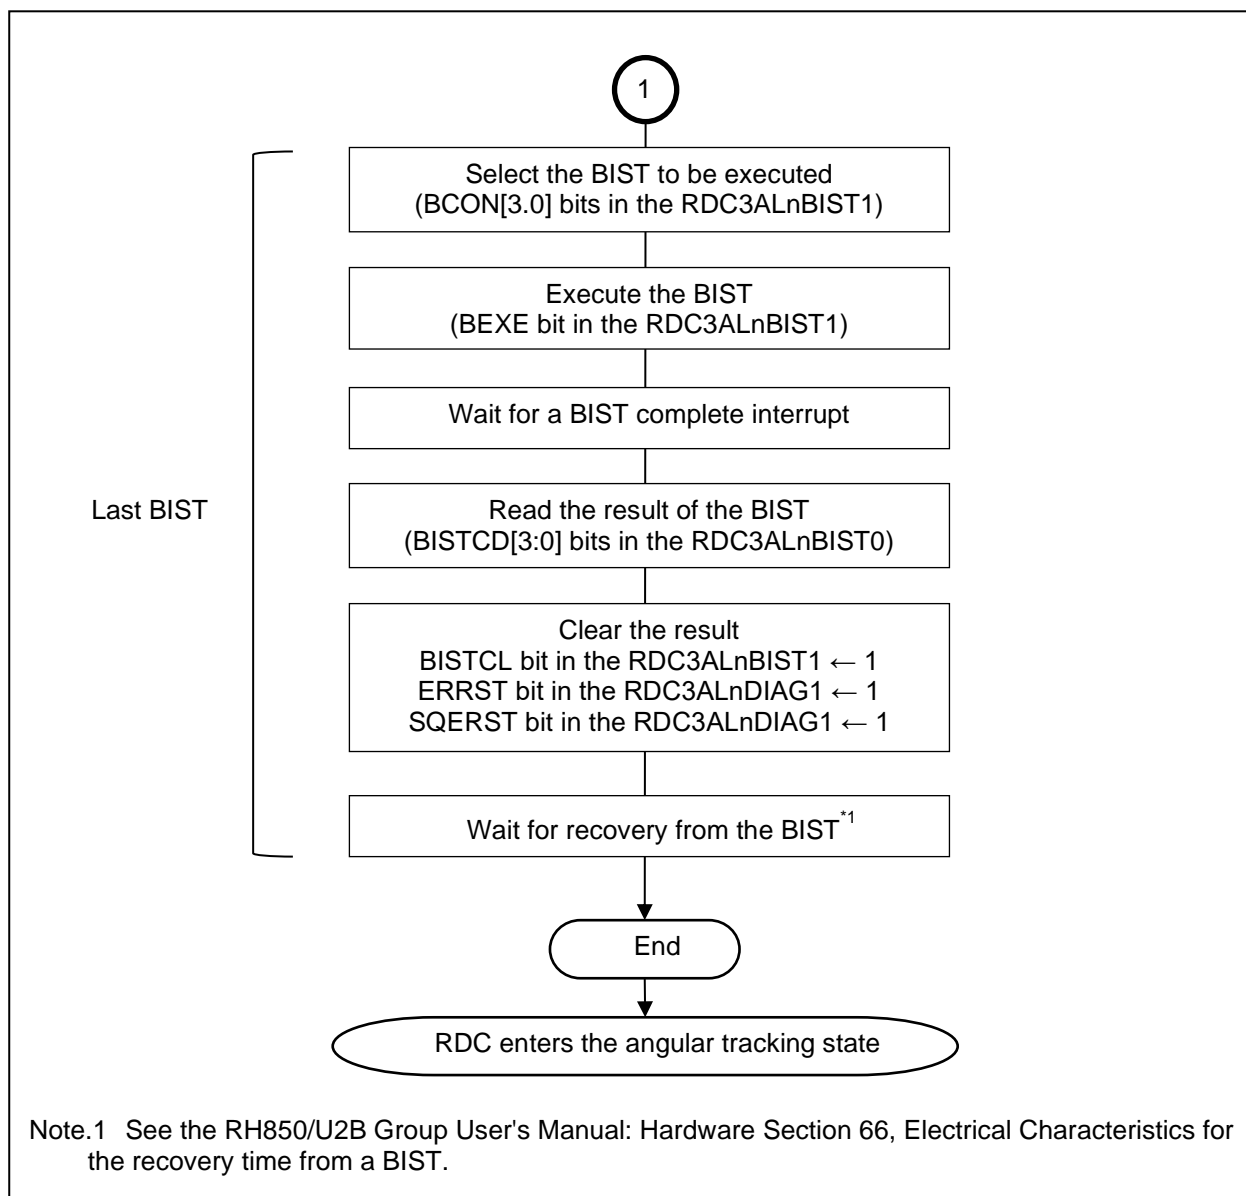 1
Select the BIST to be executed
(BCON[3.0] bits in the RDC3ALnBIST1)
Execute the BIST
(BEXE bit in the RDC3ALnBIST1)
Wait for a BIST complete interrupt
Last BIST
Read the result of the BIST
(BISTCD[3:0] bits in the RDC3ALnBIST0)
Clear the result
BISTCL bit in the RDC3ALnBIST1 ← 1
ERRST bit in the RDC3ALnDIAG1 ← 1
SQERST bit in the RDC3ALnDIAG1 ← 1
Wait for recovery from the BIST*1
End
RDC enters the angular tracking state
Note.1 See the RH850/U2B Group User's Manual: Hardware Section 66, Electrical Characteristics for
the recovery time from a BIST.